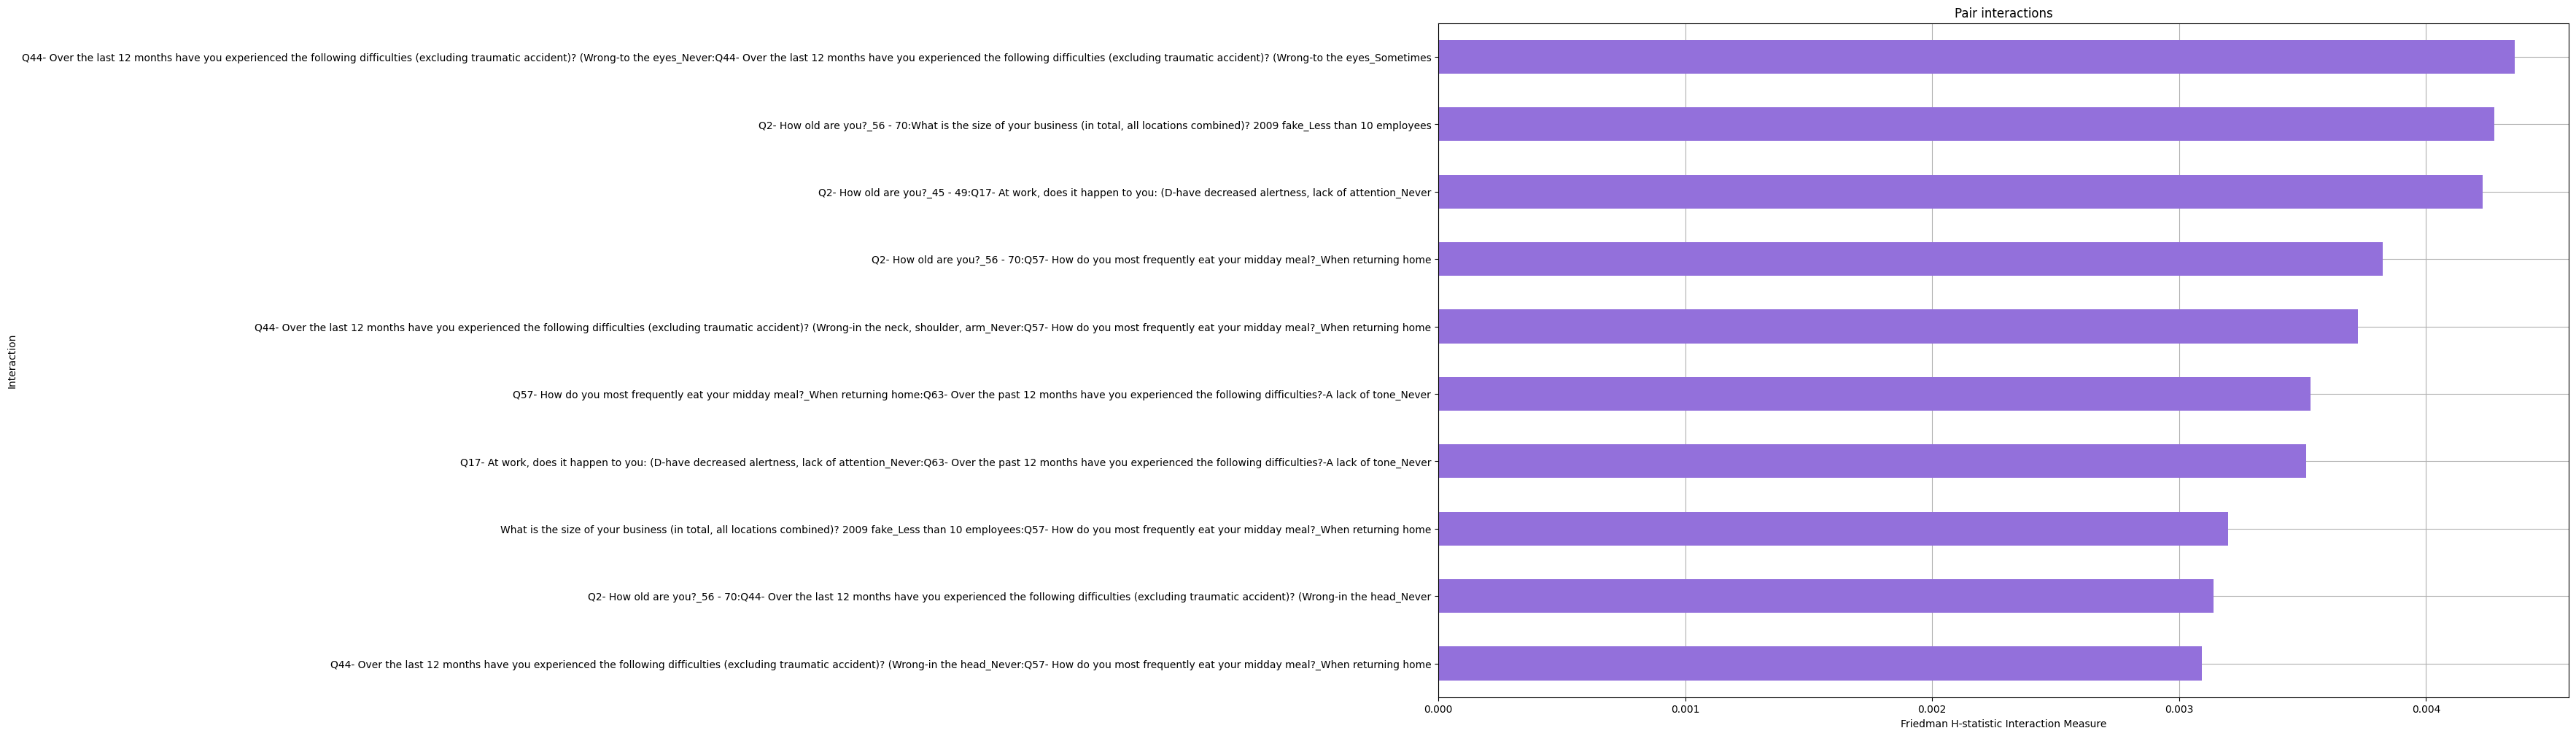 Pair interactions
Q44- Over the last 12 months have you experienced the following difficulties (excluding traumatic accident)? (Wrong-to the eyes_Never:Q44- Over the last 12 months have you experienced the following difficulties (excluding traumatic accident)? (Wrong-to the eyes_Sometimes
Q2- How old are you?_56 - 70:What is the size of your business (in total, all locations combined)? 2009 fake_Less than 10 employees
Q2- How old are you?_45 - 49:Q17- At work, does it happen to you: (D-have decreased alertness, lack of attention_Never
Q2- How old are you?_56 - 70:Q57- How do you most frequently eat your midday meal?_When returning home
Q44- Over the last 12 months have you experienced the following difficulties (excluding traumatic accident)? (Wrong-in the neck, shoulder, arm_Never:Q57- How do you most frequently eat your midday meal?_When returning home
Q57- How do you most frequently eat your midday meal?_When returning home:Q63- Over the past 12 months have you experienced the following difficulties?-A lack of tone_Never
Q17- At work, does it happen to you: (D-have decreased alertness, lack of attention_Never:Q63- Over the past 12 months have you experienced the following difficulties?-A lack of tone_Never
What is the size of your business (in total, all locations combined)? 2009 fake_Less than 10 employees:Q57- How do you most frequently eat your midday meal?_When returning home
Q2- How old are you?_56 - 70:Q44- Over the last 12 months have you experienced the following difficulties (excluding traumatic accident)? (Wrong-in the head_Never
Q44- Over the last 12 months have you experienced the following difficulties (excluding traumatic accident)? (Wrong-in the head_Never:Q57- How do you most frequently eat your midday meal?_When returning home
Interaction
0.000 0.001 0.002 0.003 0.004
Friedman H-statistic Interaction Measure